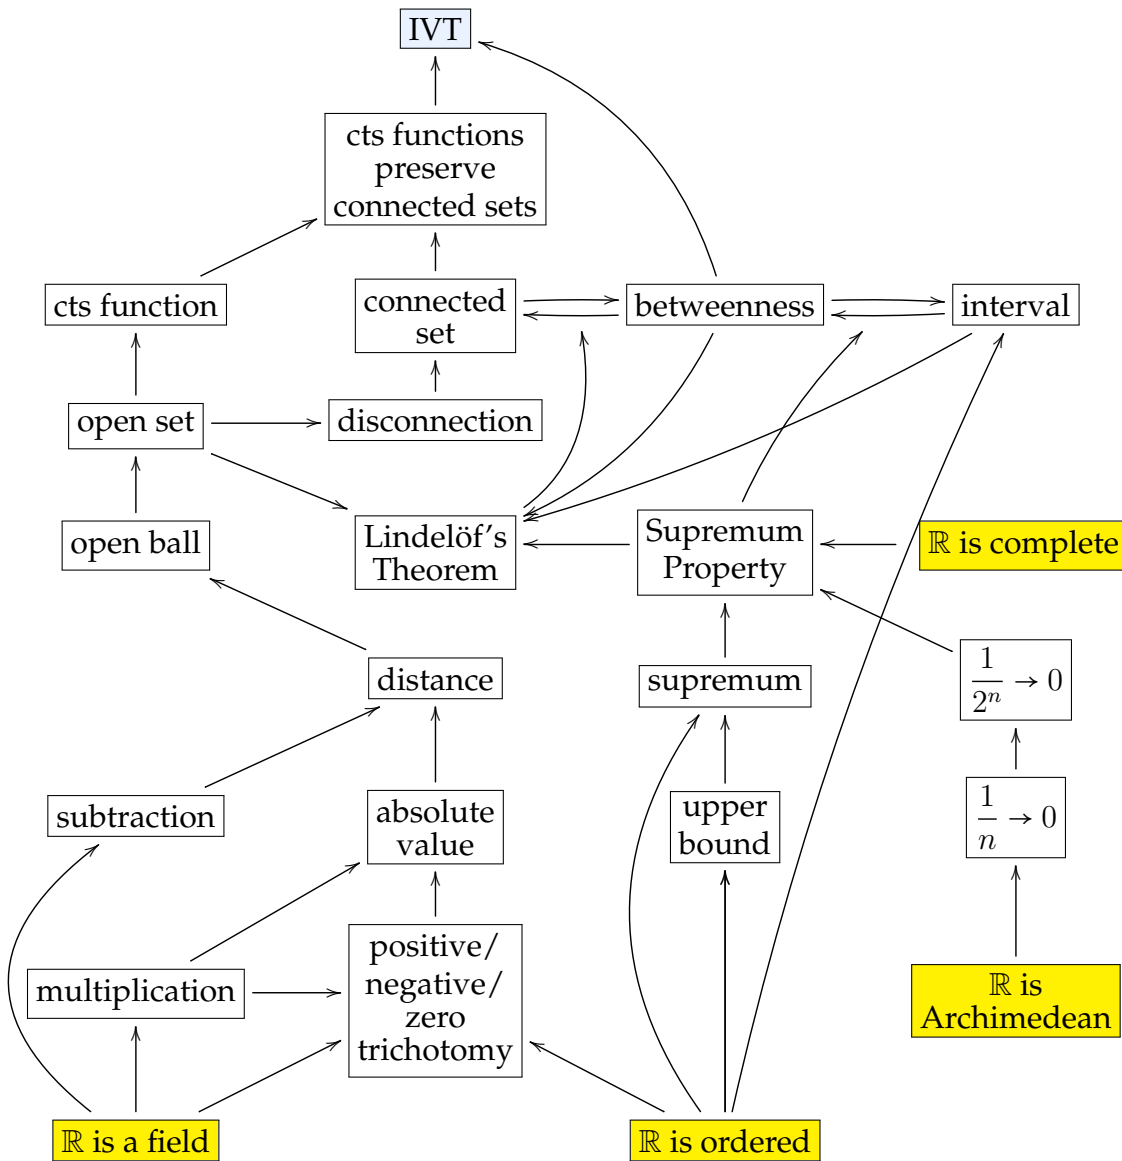 IVT
cts functions
preserve
connected sets
cts function
connected
set
betweenness
interval
open set
disconnection
open ball
Lindelöf's
Theorem
Supremum
Property
ℝ is complete
distance
supremum
1/2ⁿ → 0
subtraction
absolute
value
upper
bound
1/n → 0
multiplication
positive/
negative/
zero
trichotomy
ℝ is
Archimedean
ℝ is a field
ℝ is ordered